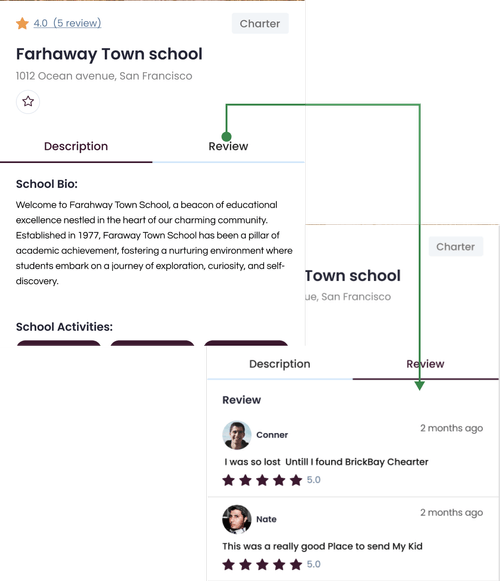 4.0 (5 review)
Charter
Farhaway Town school
1012 Ocean avenue, San Francisco
Description
Review
School Bio:
Welcome to Farahway Town School, a beacon of educational
excellence nestled in the heart of our charming community.
Established in 1977, Faraway Town School has been a pillar of
academic achievement, fostering a nurturing environment where
students embark on a journey of exploration, curiosity, and self-
discovery.
School Activities:
Charter
Town school
ue, San Francisco
Description
Review
Review
Conner
2 months ago
I was so lost Untill I found BrickBay Chearter
5.0
Nate
2 months ago
This was a really good Place to send My Kid
5.0